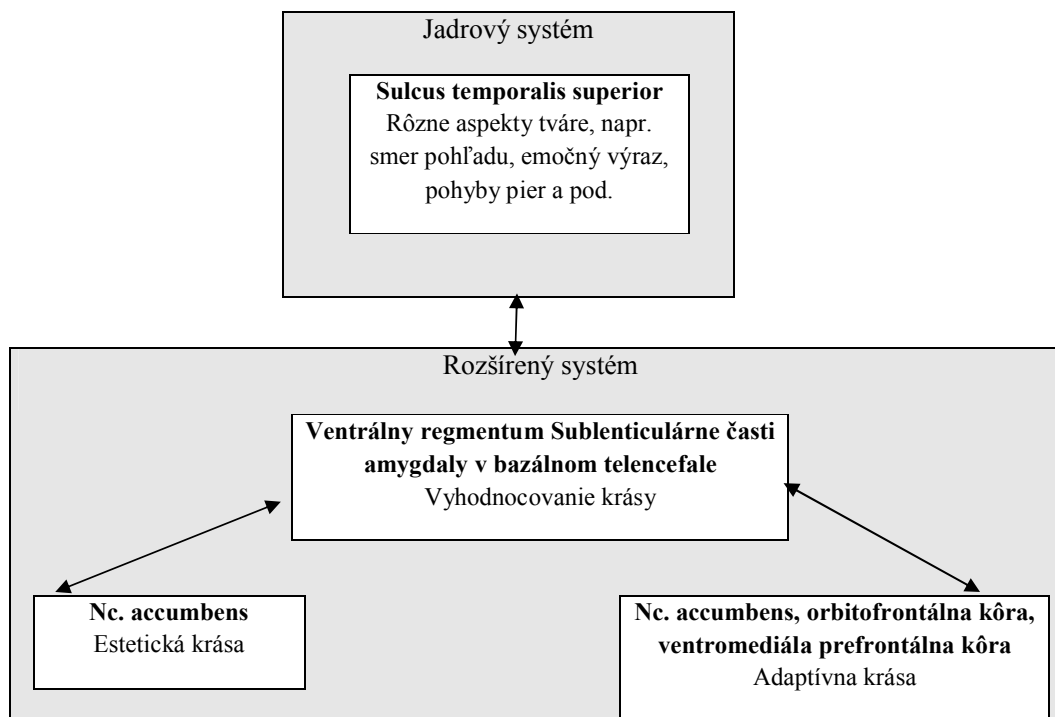 Jadrový systém
Sulcus temporalis superior
Rôzne aspekty tváre, napr.
smer pohľadu, emočný výraz,
pohyby pier a pod.
Rozšírený systém
Ventrálny regmentum Sublenticulárne časti
amygdaly v bazálnom telencefale
Vyhodnocovanie krásy
Nc. accumbens
Estetická krása
Nc. accumbens, orbitofrontálna kôra,
ventromediála prefrontálna kôra
Adaptívna krása